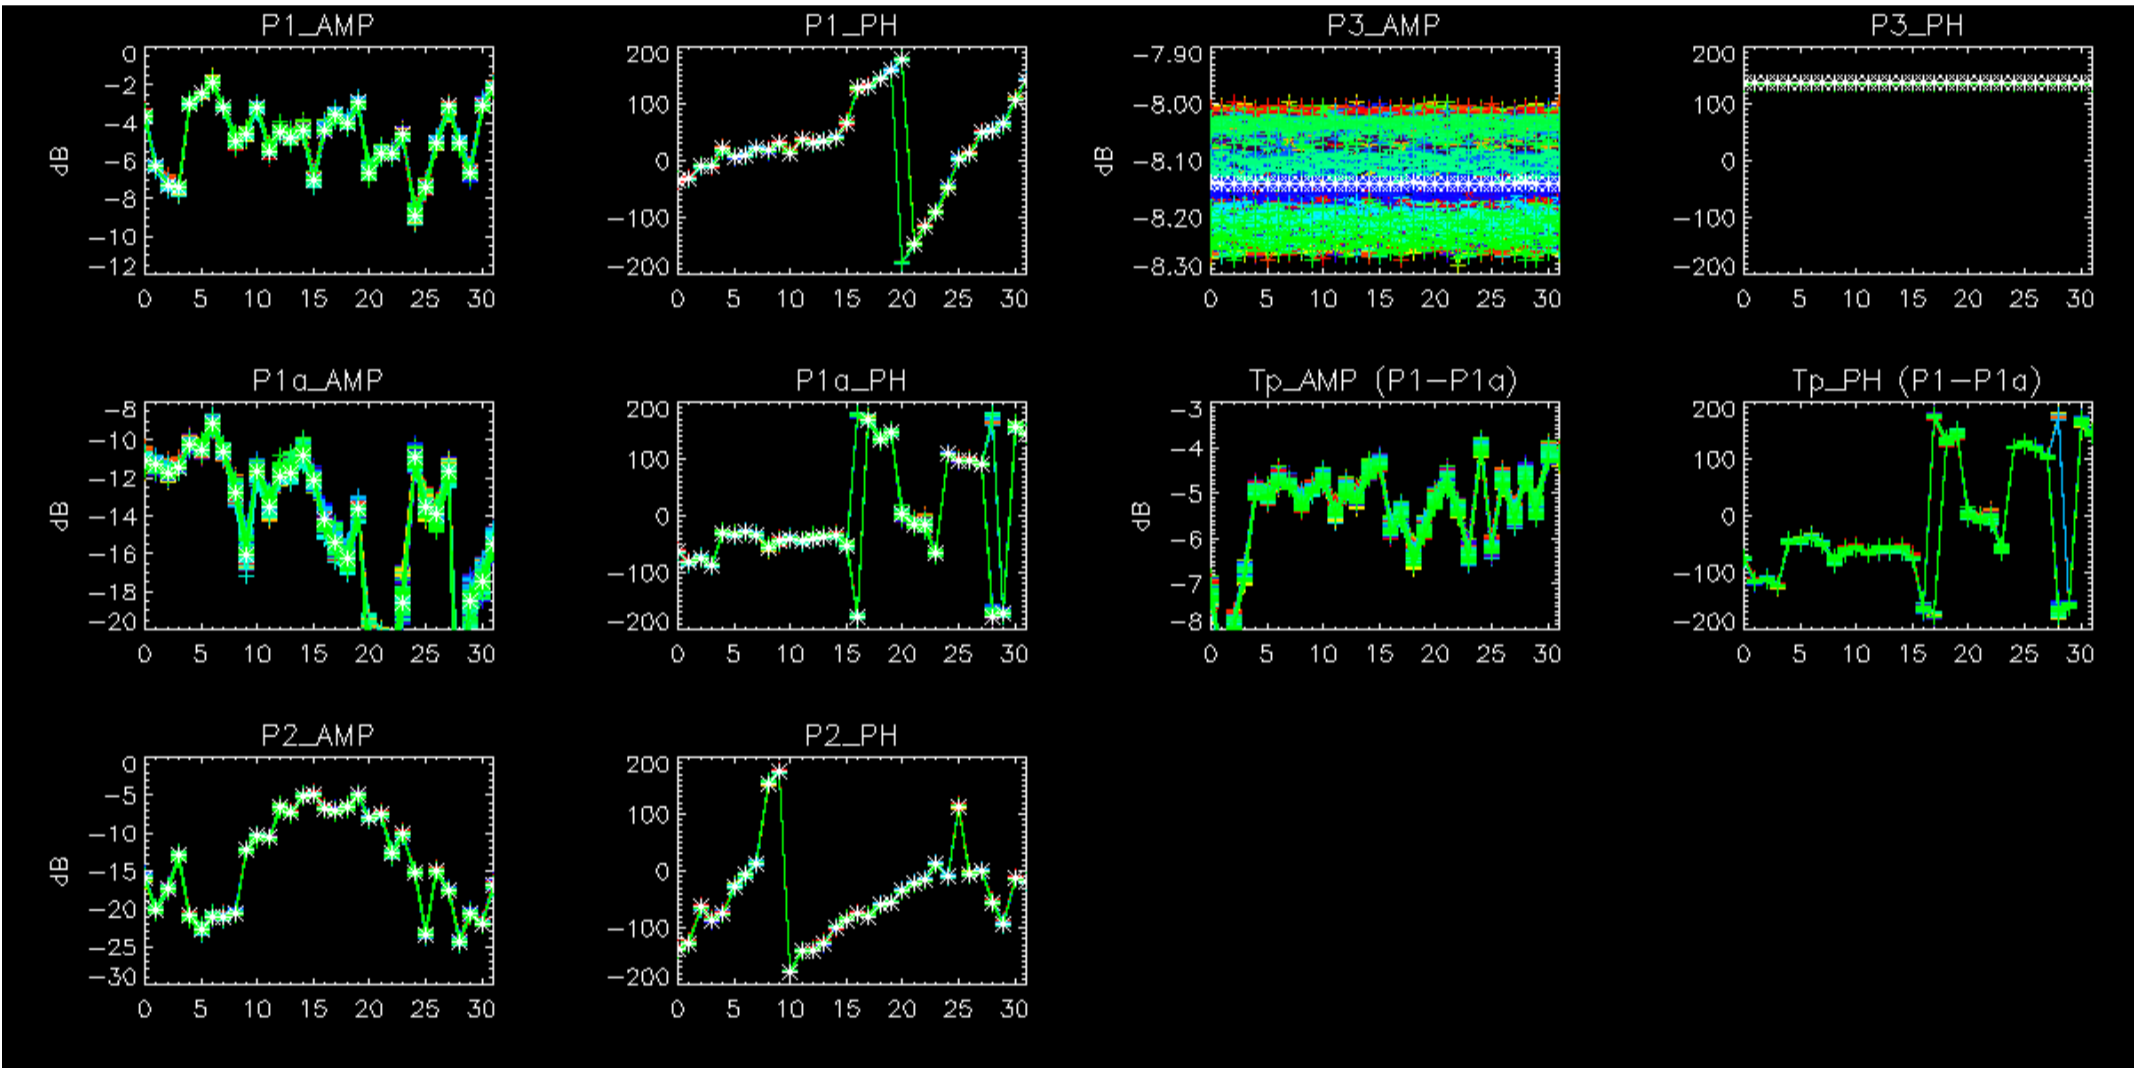 P1_AMP P1_PH P3_AMP P3_PH
0 200 -7.90 200
-2 100 -8.00 100
-4 0 -8.10 0
-6 -100 -8.20 -100
-8 -200 -8.30 -200
-10
-12
dB dB
0 5 10 15 20 25 30 0 5 10 15 20 25 30 0 5 10 15 20 25 30 0 5 10 15 20 25 30
P1a_AMP P1a_PH Tp_AMP (P1-P1a) Tp_PH (P1-P1a)
-8 200 -3 200
-10 100 -4 100
-12 0 -5 0
-14 -100 -6 -100
-16 -200 -7 -200
-18 -8
-20
dB dB
0 5 10 15 20 25 30 0 5 10 15 20 25 30 0 5 10 15 20 25 30 0 5 10 15 20 25 30
P2_AMP P2_PH
0 200
-5 100
-10 0
-15 -100
-20 -200
-25
-30
dB
0 5 10 15 20 25 30 0 5 10 15 20 25 30